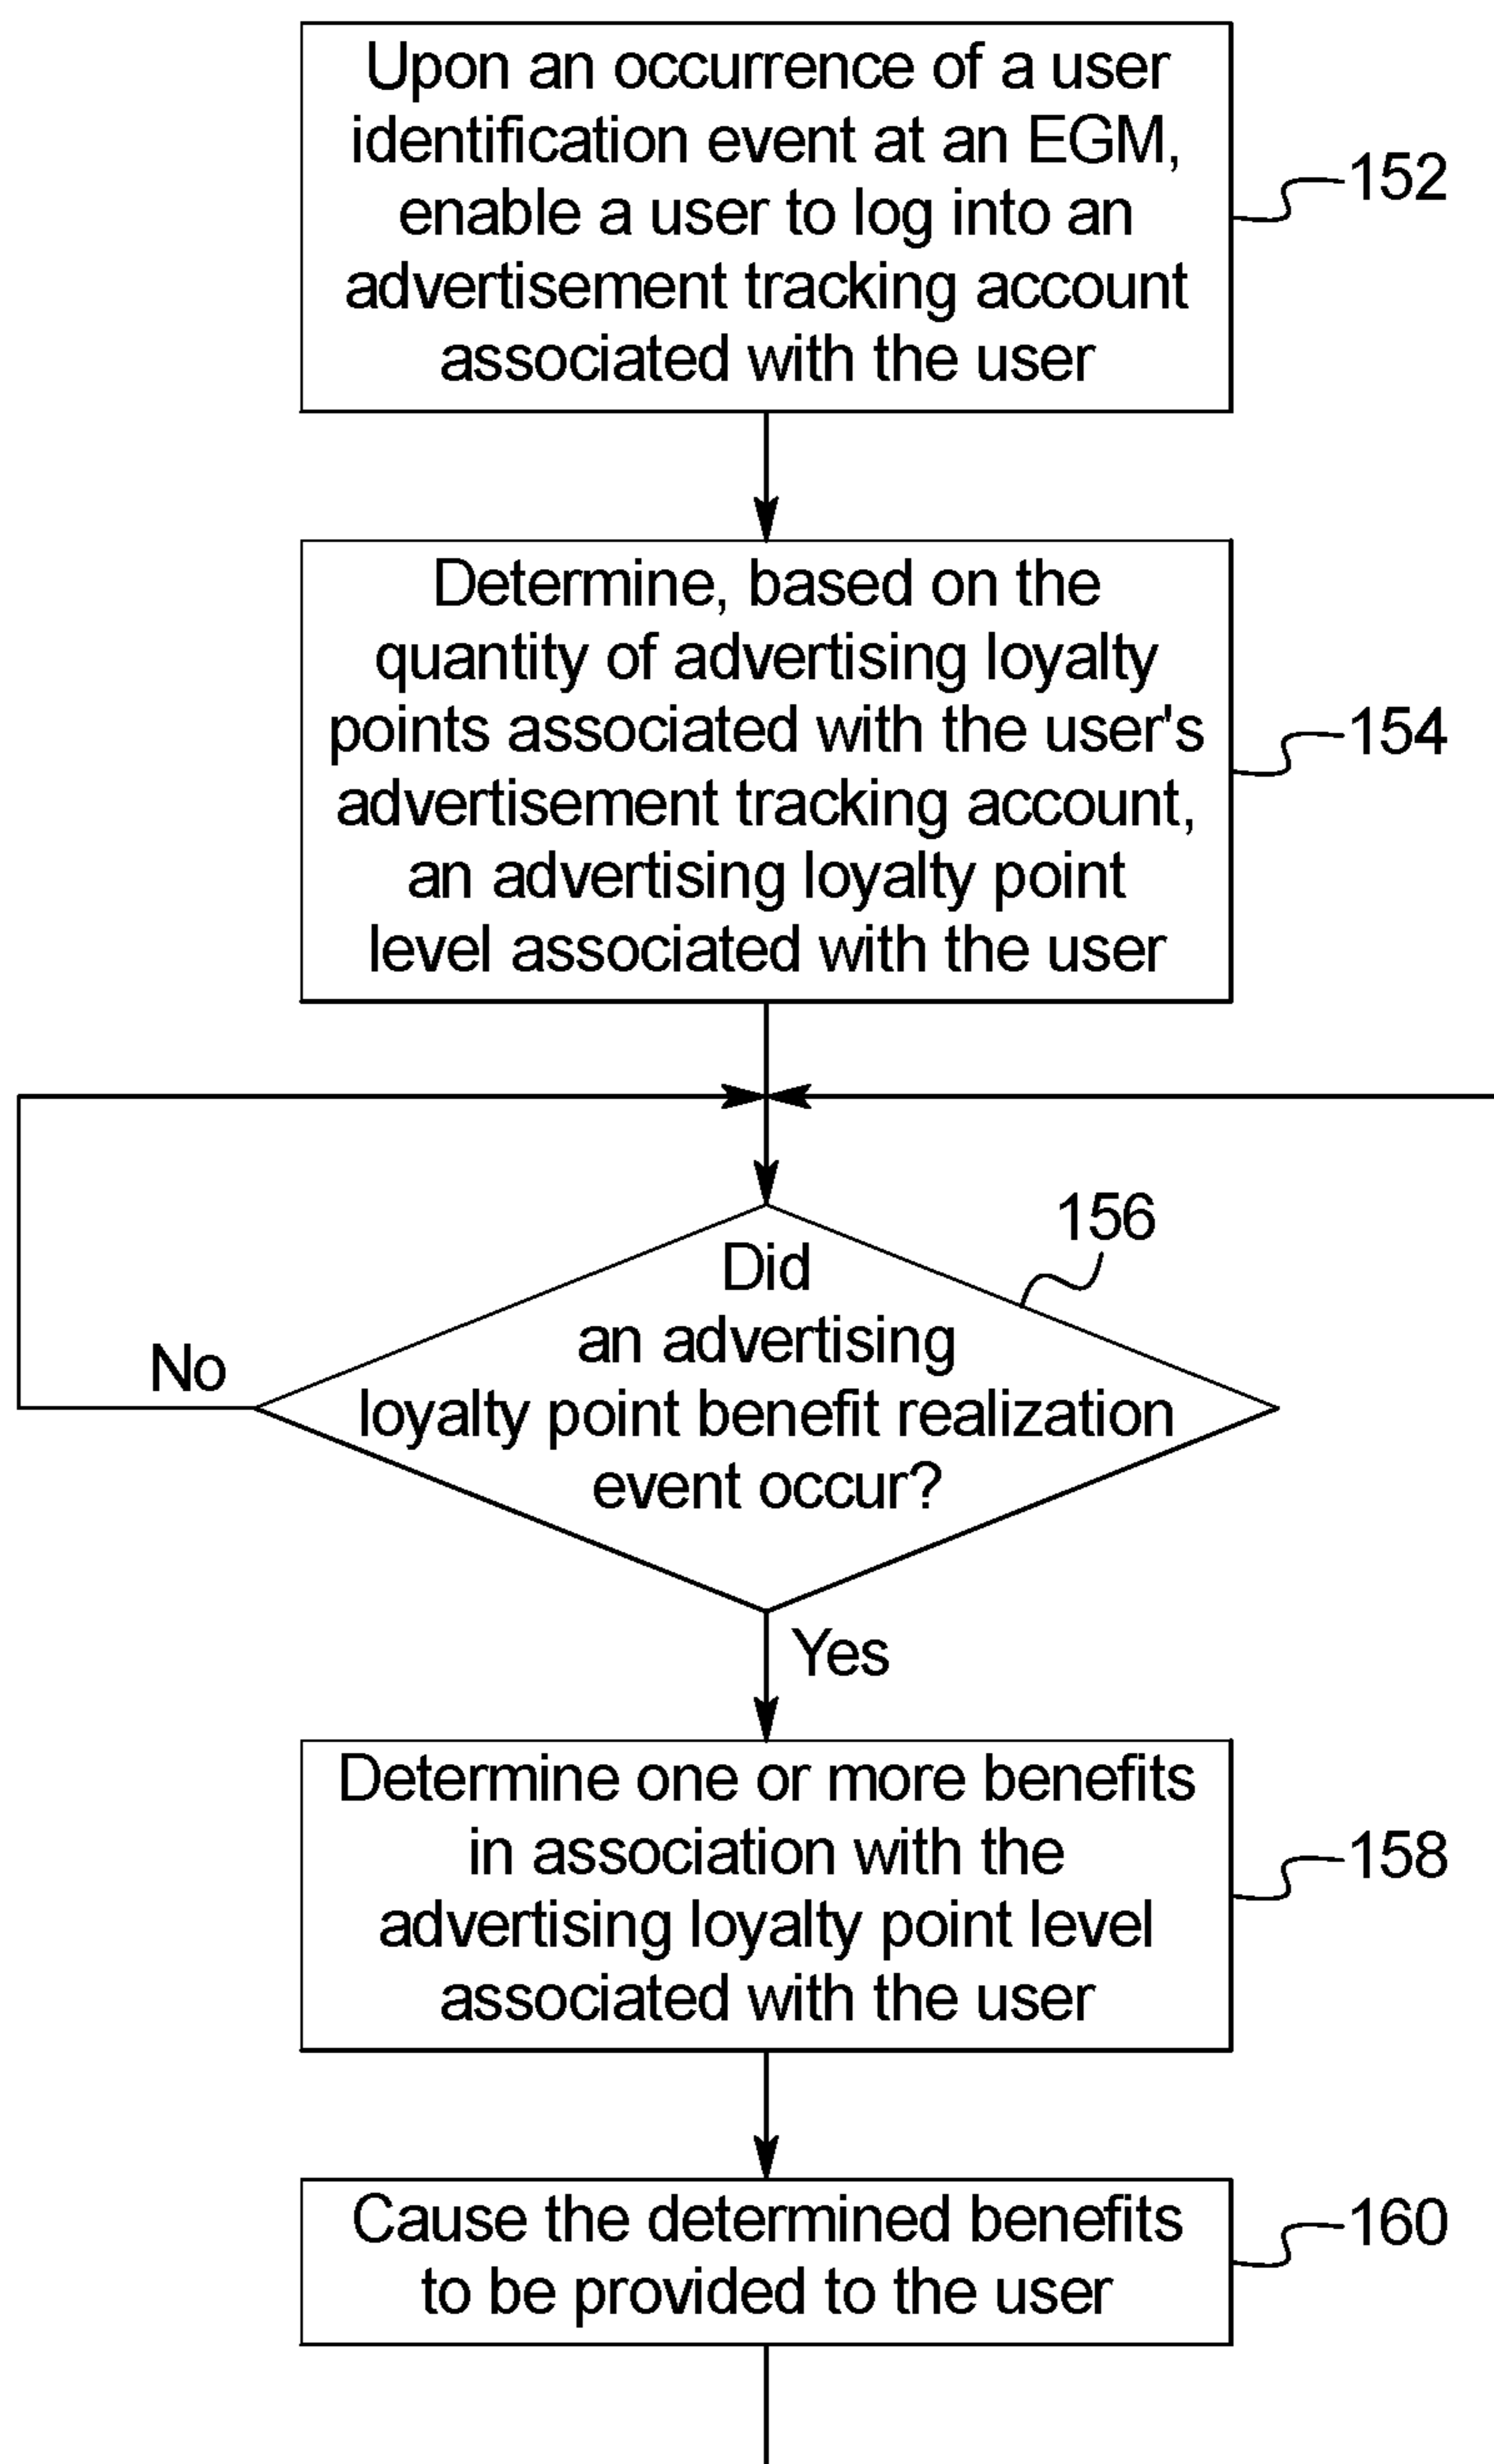 Upon an occurrence of a user
identification event at an EGM,
enable a user to log into an
advertisement tracking account
associated with the user
152
Determine, based on the
quantity of advertising loyalty
points associated with the user's
advertisement tracking account,
an advertising loyalty point
level associated with the user
154
156
Did
an advertising
loyalty point benefit realization
event occur?
No
Yes
Determine one or more benefits
in association with the
advertising loyalty point level
associated with the user
158
Cause the determined benefits
to be provided to the user
160